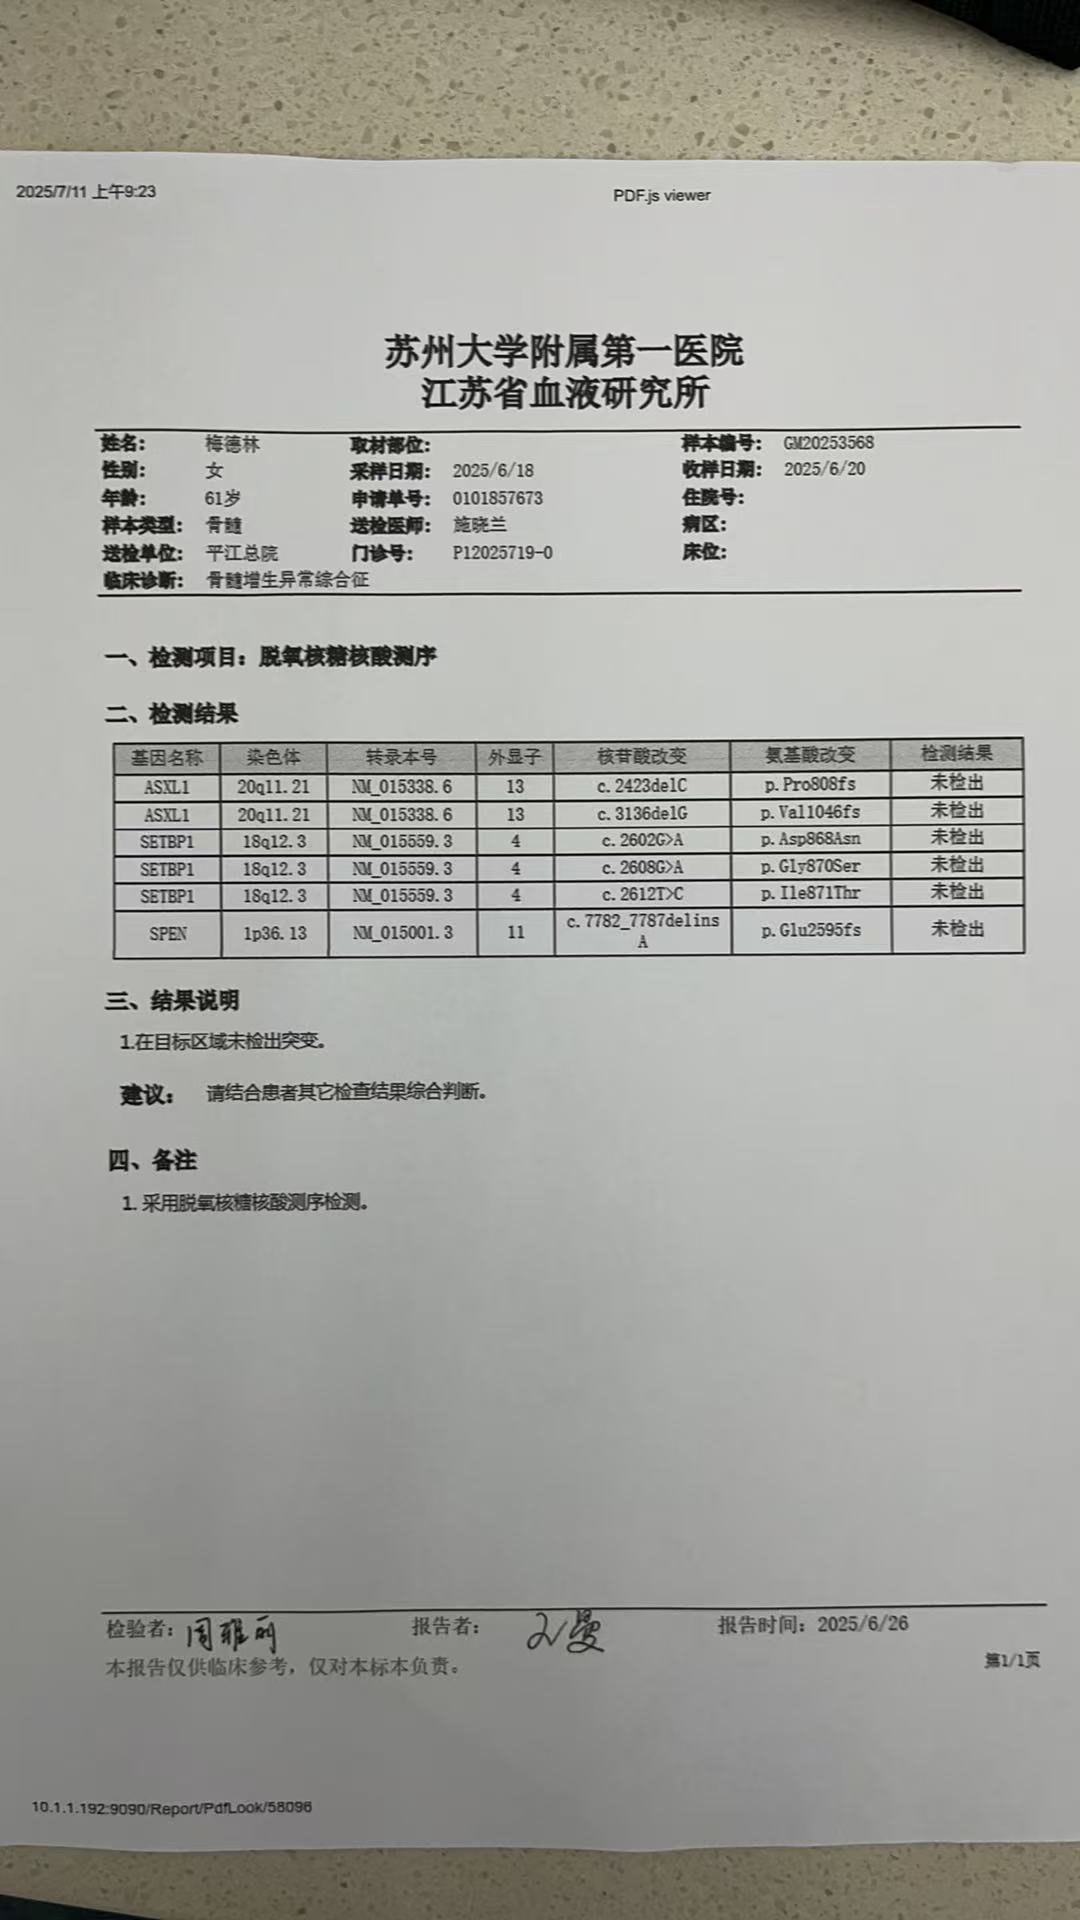 2025/7/11 上午9:23 PDF.js viewer
苏州大学附属第一医院
江苏省血液研究所
姓名: 梅德林 取材部位: 样本编号: GM20253568
性别: 女 采样日期: 2025/6/18 收样日期: 2025/6/20
年龄: 61岁 申请单号: 0101857673 住院号:
样本类型: 骨髓 送检医师: 施晓兰 病区:
送检单位: 平江总院 门诊号: P12025719-0 床位:
临床诊断: 骨髓增生异常综合征
一、检测项目: 脱氧核糖核酸测序
二、检测结果
基因名称 染色体 转录本号 外显子 核苷酸改变 氨基酸改变 检测结果
ASXL1 20q11.21 NM_015338.6 13 c.2423delC p.Pro808fs 未检出
ASXL1 20q11.21 NM_015338.6 13 c.3136delG p.Val1046fs 未检出
SETBP1 18q12.3 NM_015559.3 4 c.2602G>A p.Asp868Asn 未检出
SETBP1 18q12.3 NM_015559.3 4 c.2608G>A p.Gly870Ser 未检出
SETBP1 18q12.3 NM_015559.3 4 c.2612T>C p.Ile871Thr 未检出
SPEN 1p36.13 NM_015001.3 11 c.7782_7787delinsA p.Glu2595fs 未检出
三、结果说明
1.在目标区域未检出突变。
建议: 请结合患者其它检查结果综合判断。
四、备注
1. 采用脱氧核糖核酸测序检测。
检验者: 周雅丽 报告者: 报告时间: 2025/6/26
本报告仅供临床参考，仅对本标本负责。 第1/1页
10.1.1.192:9090/Report/PdfLook/58096